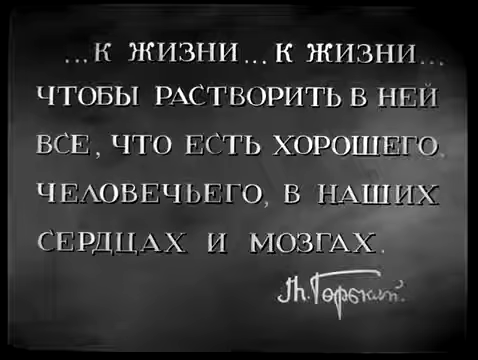 ...К ЖИЗНИ...К ЖИЗНИ...
ЧТОБЫ РАСТВОРИТЬ В НЕЙ
ВСЕ, ЧТО ЕСТЬ ХОРОШЕГО,
ЧЕЛОВЕЧЬЕГО, В НАШИХ
СЕРДЦАХ И МОЗГАХ.
М. Горький.